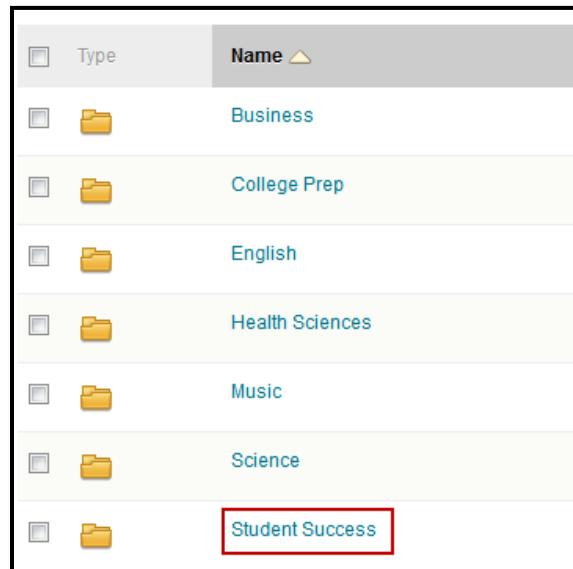 Type Name
Business
College Prep
English
Health Sciences
Music
Science
Student Success